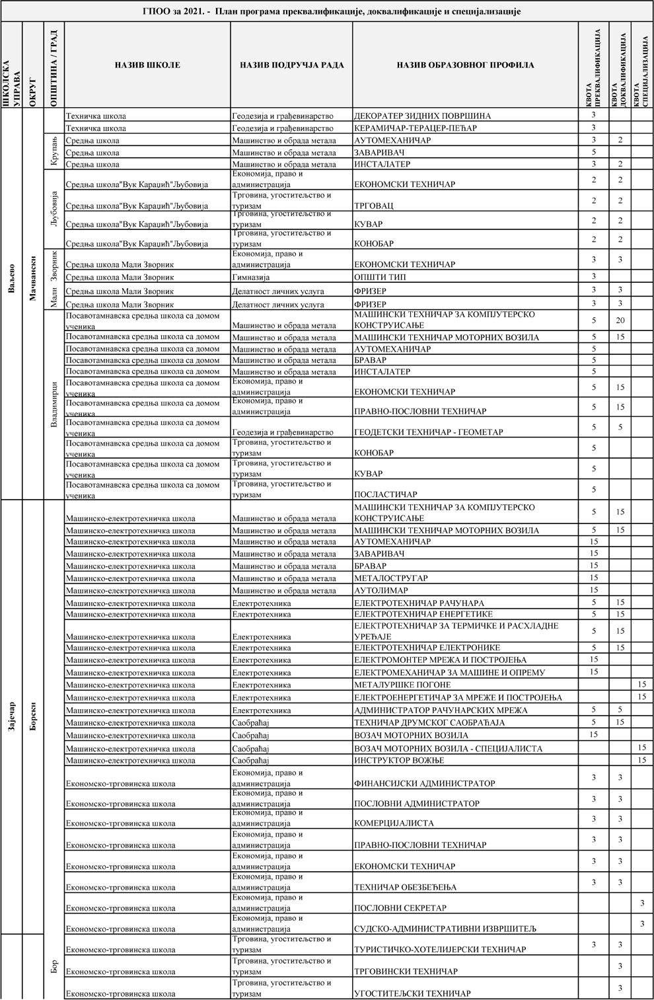 ГПОО за 2021. - План програма преквалификације, доквалификације и специјализације
ШКОЛСКА УПРАВА ОКРУГ ОПШТИНА / ГРАД НАЗИВ ШКОЛЕ НАЗИВ ПОДРУЧЈА РАДА НАЗИВ ОБРАЗОВНОГ ПРОФИЛА КВОТА ПРЕКВАЛИФИКАЦИЈА КВОТА ДОКВАЛИФИКАЦИЈА КВОТА СПЕЦИЈАЛИЗАЦИЈА
Ваљево
Мачвански
Техничка школа Геодезија и грађевинарство ДЕКОРАТЕР ЗИДНИХ ПОВРШИНА 3
Техничка школа Геодезија и грађевинарство КЕРАМИЧАР-ТЕРАЦЕР-ПЕЋАР 3
Крупањ
Средња школа Машинство и обрада метала АУТОМЕХАНИЧАР 3 2
Средња школа Машинство и обрада метала ЗАВАРИВАЧ 5
Средња школа Машинство и обрада метала ИНСТАЛАТЕР 3 2
Љубовија
Средња школа"Вук Караџић"Љубовија Економија, право и администрација ЕКОНОМСКИ ТЕХНИЧАР 2 2
Средња школа"Вук Караџић"Љубовија Трговина, угоститељство и туризам ТРГОВАЦ 2 2
Средња школа"Вук Караџић"Љубовија Трговина, угоститељство и туризам КУВАР 2 2
Средња школа"Вук Караџић"Љубовија Трговина, угоститељство и туризам КОНОБАР 2 2
Мали Зворник
Средња школа Мали Зворник Економија, право и администрација ЕКОНОМСКИ ТЕХНИЧАР 3 3
Средња школа Мали Зворник Гимназија ОПШТИ ТИП 3
Средња школа Мали Зворник Делатност личних услуга ФРИЗЕР 3 3
Средња школа Мали Зворник Делатност личних услуга ФРИЗЕР 3 3
Владимирци
Посавотамнавска средња школа са домом ученика Машинство и обрада метала МАШИНСКИ ТЕХНИЧАР ЗА КОМПЈУТЕРСКО КОНСТРУИСАЊЕ 5 20
Посавотамнавска средња школа са домом Машинство и обрада метала МАШИНСКИ ТЕХНИЧАР МОТОРНИХ ВОЗИЛА 5 15
Посавотамнавска средња школа са домом Машинство и обрада метала АУТОМЕХАНИЧАР 5
Посавотамнавска средња школа са домом Машинство и обрада метала БРАВАР 5
Посавотамнавска средња школа са домом Машинство и обрада метала ИНСТАЛАТЕР 5
Посавотамнавска средња школа са домом ученика Економија, право и администрација ЕКОНОМСКИ ТЕХНИЧАР 5 15
Посавотамнавска средња школа са домом ученика Економија, право и администрација ПРАВНО-ПОСЛОВНИ ТЕХНИЧАР 5 15
Посавотамнавска средња школа са домом ученика Геодезија и грађевинарство ГЕОДЕТСКИ ТЕХНИЧАР - ГЕОМЕТАР 5 5
Посавотамнавска средња школа са домом ученика Трговина, угоститељство и туризам КОНОБАР 5
Посавотамнавска средња школа са домом ученика Трговина, угоститељство и туризам КУВАР 5
Посавотамнавска средња школа са домом ученика Трговина, угоститељство и туризам ПОСЛАСТИЧАР 5
Зајечар
Борски
Бор
Машинско-електротехничка школа Машинство и обрада метала МАШИНСКИ ТЕХНИЧАР ЗА КОМПЈУТЕРСКО КОНСТРУИСАЊЕ 5 15
Машинско-електротехничка школа Машинство и обрада метала МАШИНСКИ ТЕХНИЧАР МОТОРНИХ ВОЗИЛА 5 15
Машинско-електротехничка школа Машинство и обрада метала АУТОМЕХАНИЧАР 15
Машинско-електротехничка школа Машинство и обрада метала ЗАВАРИВАЧ 15
Машинско-електротехничка школа Машинство и обрада метала БРАВАР 15
Машинско-електротехничка школа Машинство и обрада метала МЕТАЛОСТРУГАР 15
Машинско-електротехничка школа Машинство и обрада метала АУТОЛИМАР 15
Машинско-електротехничка школа Електротехника ЕЛЕКТРОТЕХНИЧАР РАЧУНАРА 5 15
Машинско-електротехничка школа Електротехника ЕЛЕКТРОТЕХНИЧАР ЕНЕРГЕТИКЕ 5 15
Машинско-електротехничка школа Електротехника ЕЛЕКТРОТЕХНИЧАР ЗА ТЕРМИЧКЕ И РАСХЛАДНЕ УРЕЂАЈЕ 5 15
Машинско-електротехничка школа Електротехника ЕЛЕКТРОТЕХНИЧАР ЕЛЕКТРОНИКЕ 5 15
Машинско-електротехничка школа Електротехника ЕЛЕКТРОМОНТЕР МРЕЖА И ПОСТРОЈЕЊА 15
Машинско-електротехничка школа Електротехника ЕЛЕКТРОМЕХАНИЧАР ЗА МАШИНЕ И ОПРЕМУ 15
Машинско-електротехничка школа Електротехника МЕТАЛУРШКЕ ПОГОНЕ 15
Машинско-електротехничка школа Електротехника ЕЛЕКТРОЕНЕРГЕТИЧАР ЗА МРЕЖЕ И ПОСТРОЈЕЊА 15
Машинско-електротехничка школа Електротехника АДМИНИСТРАТОР РАЧУНАРСКИХ МРЕЖА 5 5
Машинско-електротехничка школа Саобраћај ТЕХНИЧАР ДРУМСКОГ САОБРАЋАЈА 5 15
Машинско-електротехничка школа Саобраћај ВОЗАЧ МОТОРНИХ ВОЗИЛА 15
Машинско-електротехничка школа Саобраћај ВОЗАЧ МОТОРНИХ ВОЗИЛА - СПЕЦИЈАЛИСТА 15
Машинско-електротехничка школа Саобраћај ИНСТРУКТОР ВОЖЊЕ 15
Економско-трговинска школа Економија, право и администрација ФИНАНСИЈСКИ АДМИНИСТРАТОР 3 3
Економско-трговинска школа Економија, право и администрација ПОСЛОВНИ АДМИНИСТРАТОР 3 3
Економско-трговинска школа Економија, право и администрација КОМЕРЦИЈАЛИСТА 3 3
Економско-трговинска школа Економија, право и администрација ПРАВНО-ПОСЛОВНИ ТЕХНИЧАР 3 3
Економско-трговинска школа Економија, право и администрација ЕКОНОМСКИ ТЕХНИЧАР 3 3
Економско-трговинска школа Економија, право и администрација ТЕХНИЧАР ОБЕЗБЕЂЕЊА 3 3
Економско-трговинска школа Економија, право и администрација ПОСЛОВНИ СЕКРЕТАР 3
Економско-трговинска школа Економија, право и администрација СУДСКО-АДМИНИСТРАТИВНИ ИЗВРШИТЕЉ 3
Економско-трговинска школа Трговина, угоститељство и туризам ТУРИСТИЧКО-ХОТЕЛИЈЕРСКИ ТЕХНИЧАР 3 3
Економско-трговинска школа Трговина, угоститељство и туризам ТРГОВИНСКИ ТЕХНИЧАР 3
Економско-трговинска школа Трговина, угоститељство и туризам УГОСТИТЕЉСКИ ТЕХНИЧАР 3